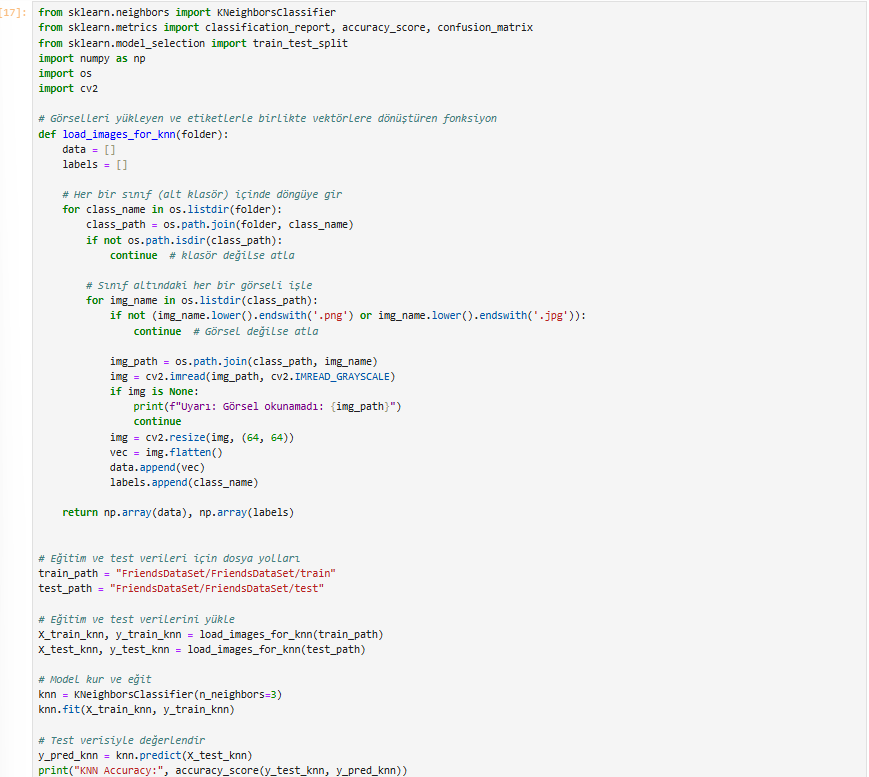 [17]:
from sklearn.neighbors import KNeighborsClassifier
from sklearn.metrics import classification_report, accuracy_score, confusion_matrix
from sklearn.model_selection import train_test_split
import numpy as np
import os
import cv2

# Görselleri yükleyen ve etiketlerle birlikte vektörlere dönüştüren fonksiyon
def load_images_for_knn(folder):
    data = []
    labels = []

    # Her bir sınıf (alt klasör) içinde döngüye gir
    for class_name in os.listdir(folder):
        class_path = os.path.join(folder, class_name)
        if not os.path.isdir(class_path):
            continue  # klasör değilse atla

        # Sınıf altındaki her bir görseli işle
        for img_name in os.listdir(class_path):
            if not (img_name.lower().endswith('.png') or img_name.lower().endswith('.jpg')):
                continue  # Görsel değilse atla

            img_path = os.path.join(class_path, img_name)
            img = cv2.imread(img_path, cv2.IMREAD_GRAYSCALE)
            if img is None:
                print(f"Uyarı: Görsel okunamadı: {img_path}")
                continue
            img = cv2.resize(img, (64, 64))
            vec = img.flatten()
            data.append(vec)
            labels.append(class_name)

    return np.array(data), np.array(labels)


# Eğitim ve test verileri için dosya yolları
train_path = "FriendsDataSet/FriendsDataSet/train"
test_path = "FriendsDataSet/FriendsDataSet/test"

# Eğitim ve test verilerini yükle
X_train_knn, y_train_knn = load_images_for_knn(train_path)
X_test_knn, y_test_knn = load_images_for_knn(test_path)

# Model kur ve eğit
knn = KNeighborsClassifier(n_neighbors=3)
knn.fit(X_train_knn, y_train_knn)

# Test verisiyle değerlendir
y_pred_knn = knn.predict(X_test_knn)
print("KNN Accuracy:", accuracy_score(y_test_knn, y_pred_knn))